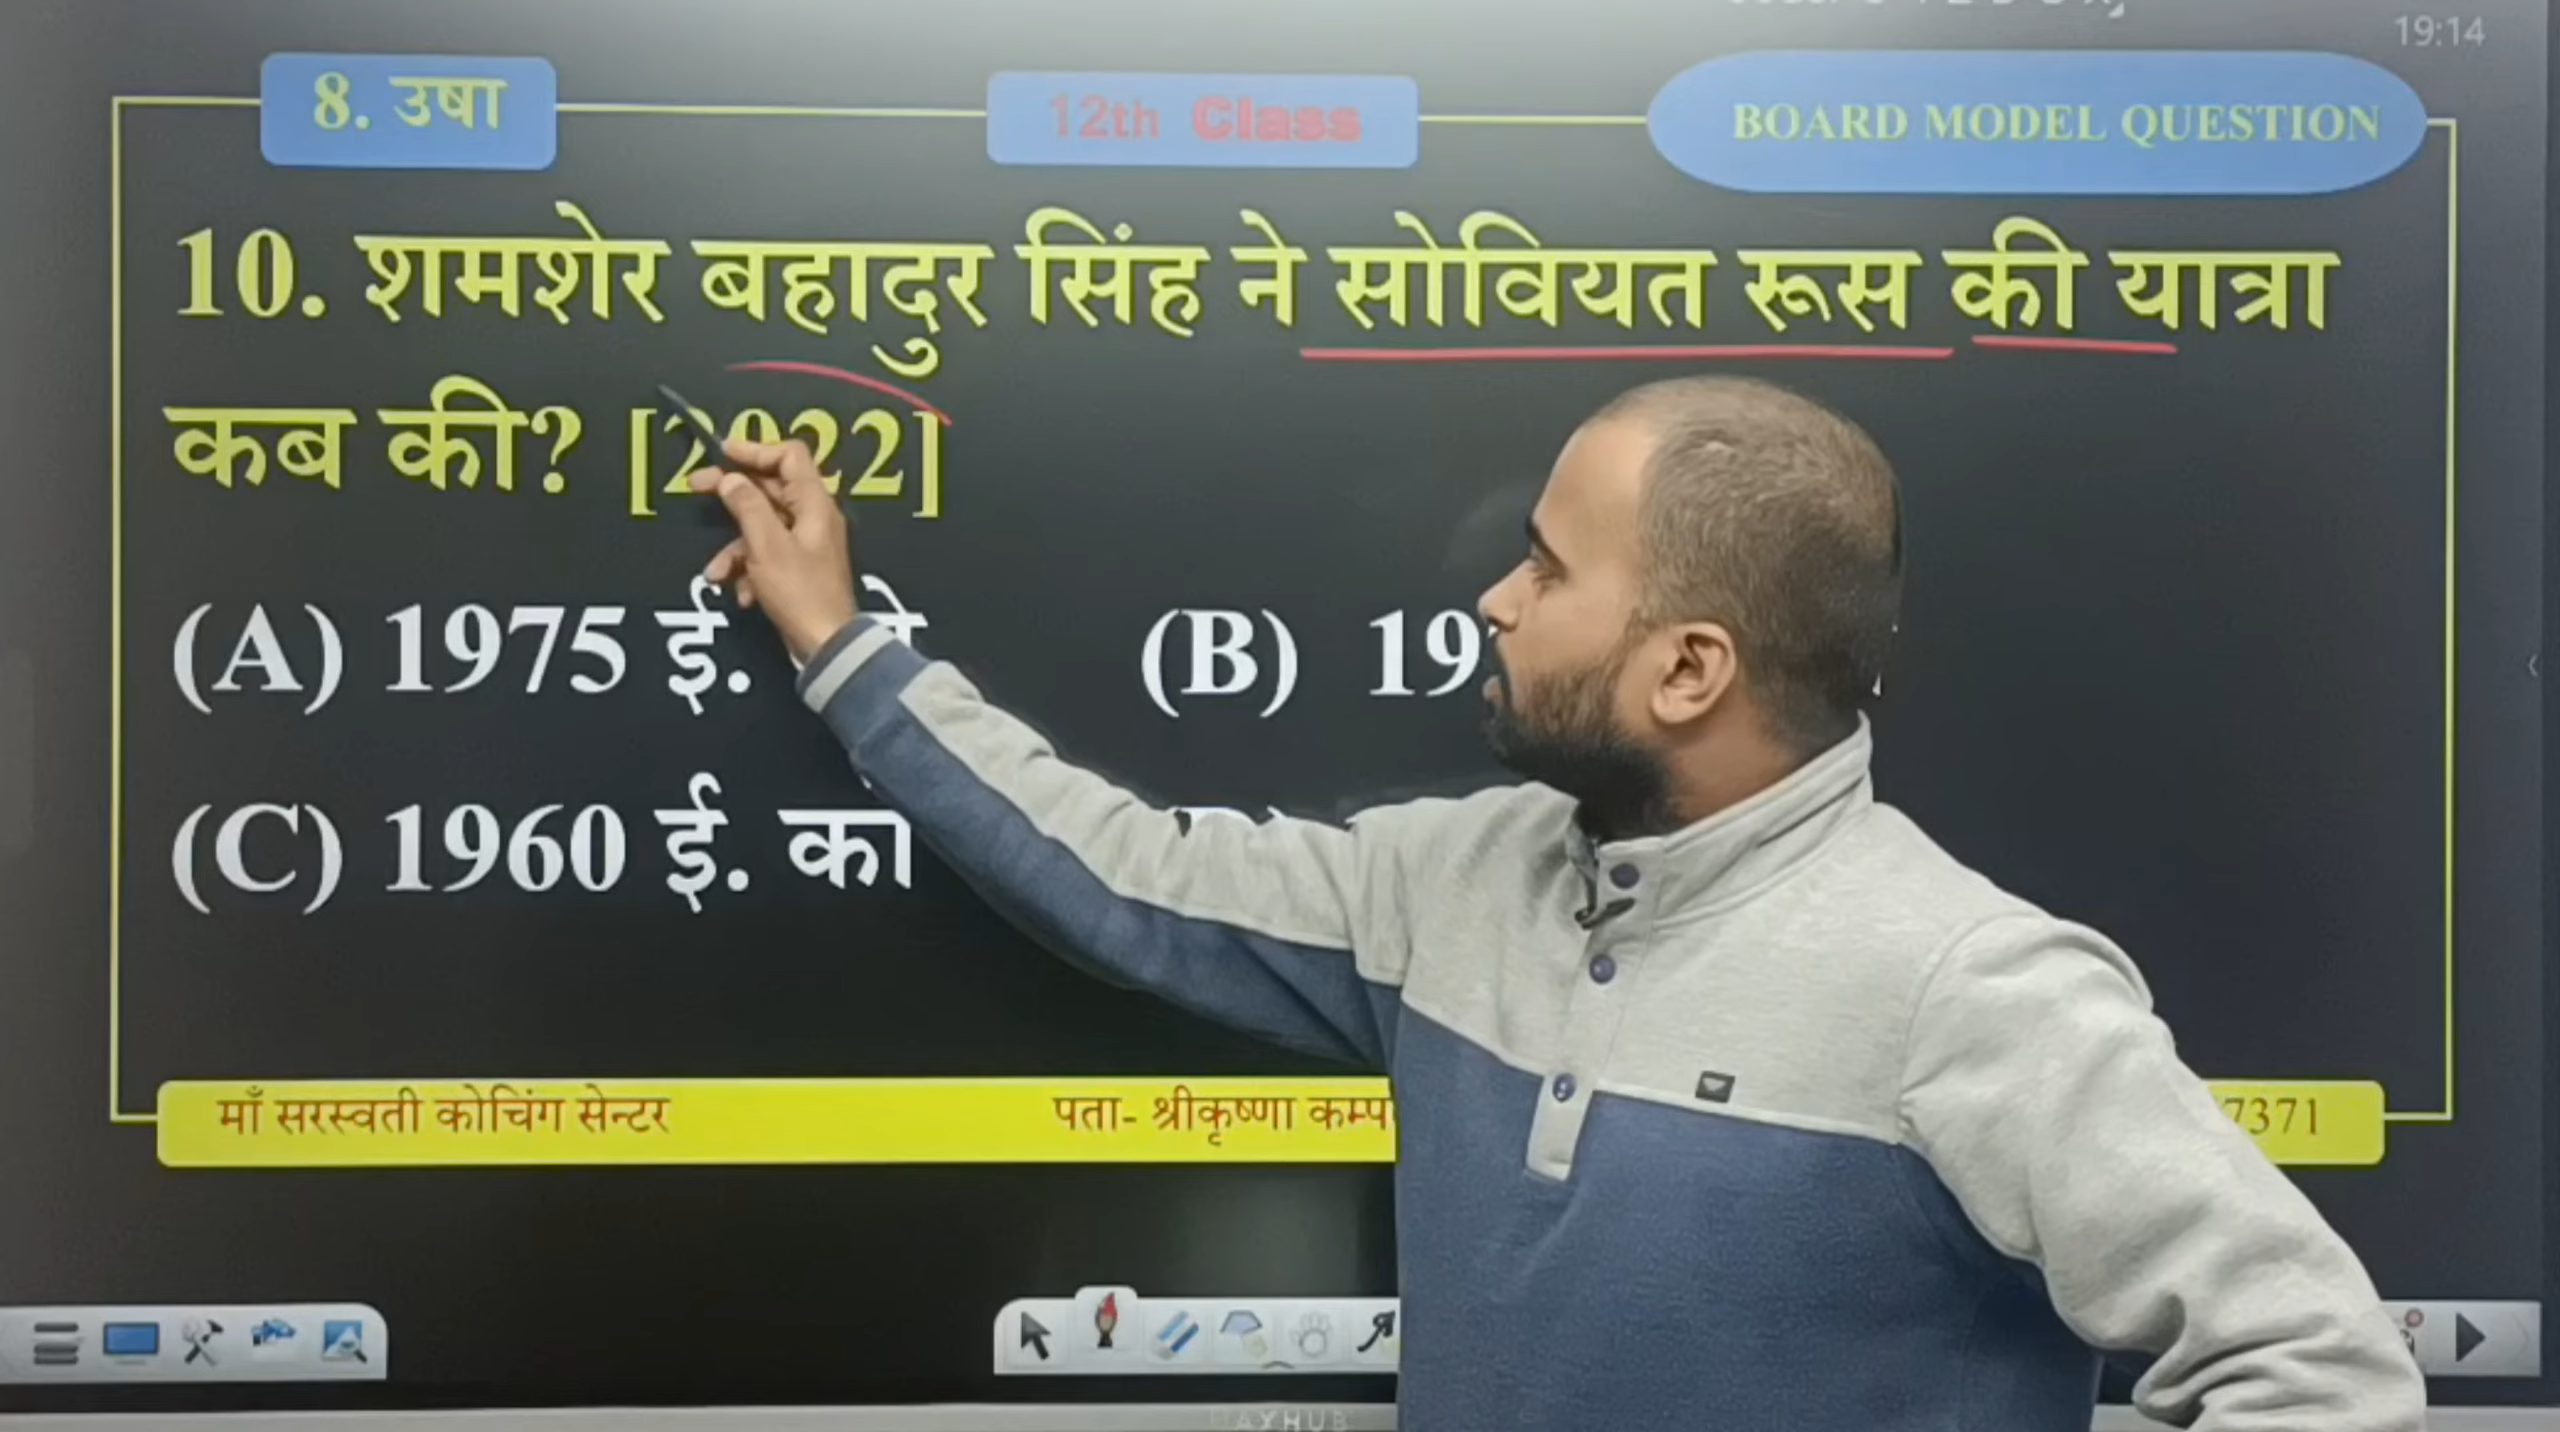 19:14
8. उषा
12th Class
BOARD MODEL QUESTION
10. शमशेर बहादुर सिंह ने सोवियत रूस की यात्रा
कब की? [2022]
(A) 1975 ई.
(B) 19
(C) 1960 ई.
माँ सरस्वती कोचिंग सेन्टर
पता- श्रीकृष्णा
7371